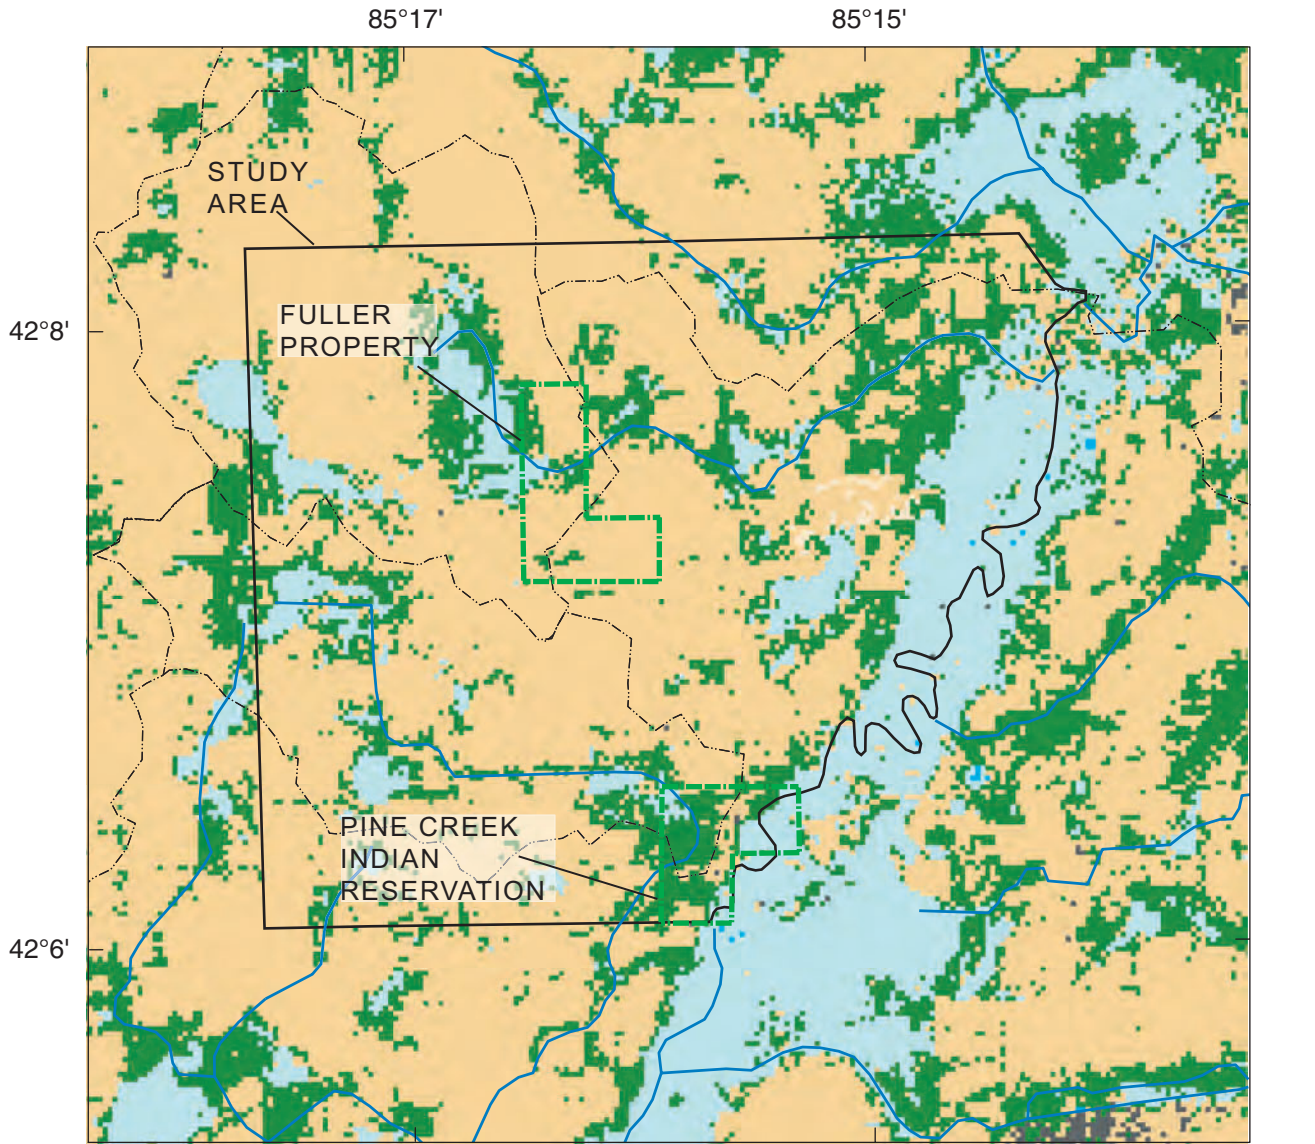 85°17'
85°15'
STUDY
AREA
FULLER
PROPERTY
42°8'
PINE CREEK
INDIAN
RESERVATION
42°6'